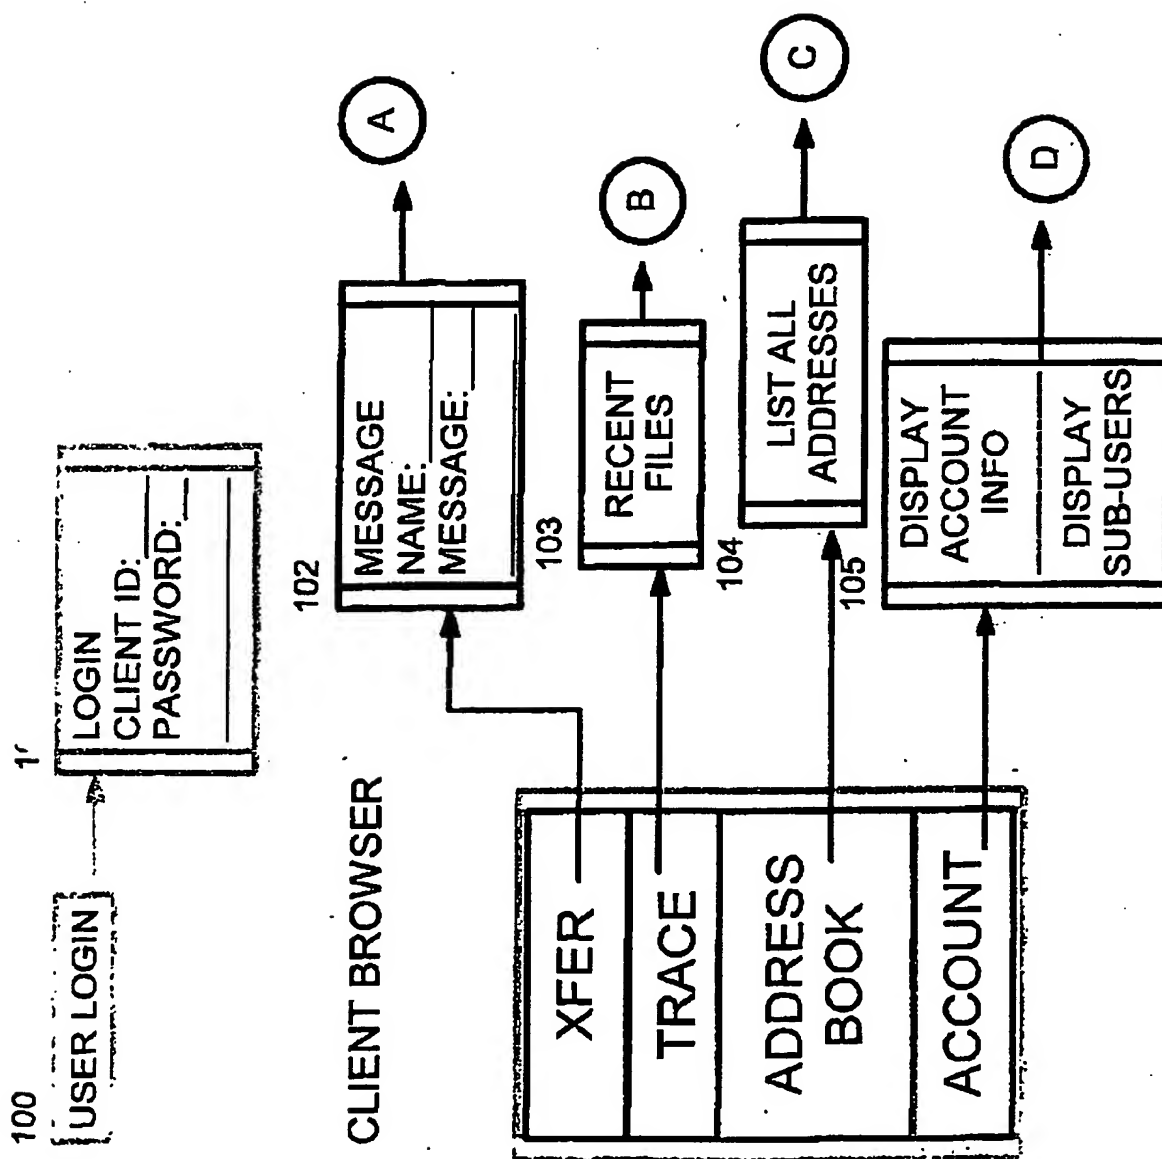 100
USER LOGIN
LOGIN
CLIENT ID:
PASSWORD:
CLIENT BROWSER
XFER
TRACE
ADDRESS
BOOK
ACCOUNT
102
MESSAGE
NAME:
MESSAGE:
A
103
RECENT
FILES
B
104
LIST ALL
ADDRESSES
C
105
DISPLAY
ACCOUNT
INFO
DISPLAY
SUB-USERS
D